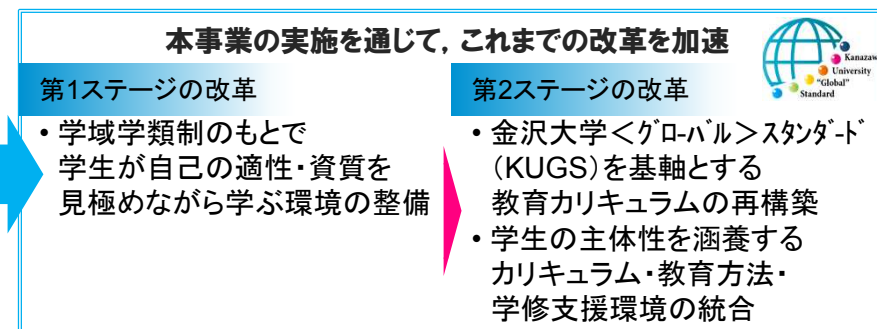 本事業の実施を通じて，これまでの改革を加速
Kanazawa
University
“Global”
Standard
第1ステージの改革
• 学域学類制のもとで
学生が自己の適性・資質を
見極めながら学ぶ環境の整備
第2ステージの改革
• 金沢大学＜ｸﾞﾛｰﾊﾞﾙ＞ｽﾀﾝﾀﾞｰﾄﾞ
（KUGS）を基軸とする
教育カリキュラムの再構築
• 学生の主体性を涵養する
カリキュラム・教育方法・
学修支援環境の統合